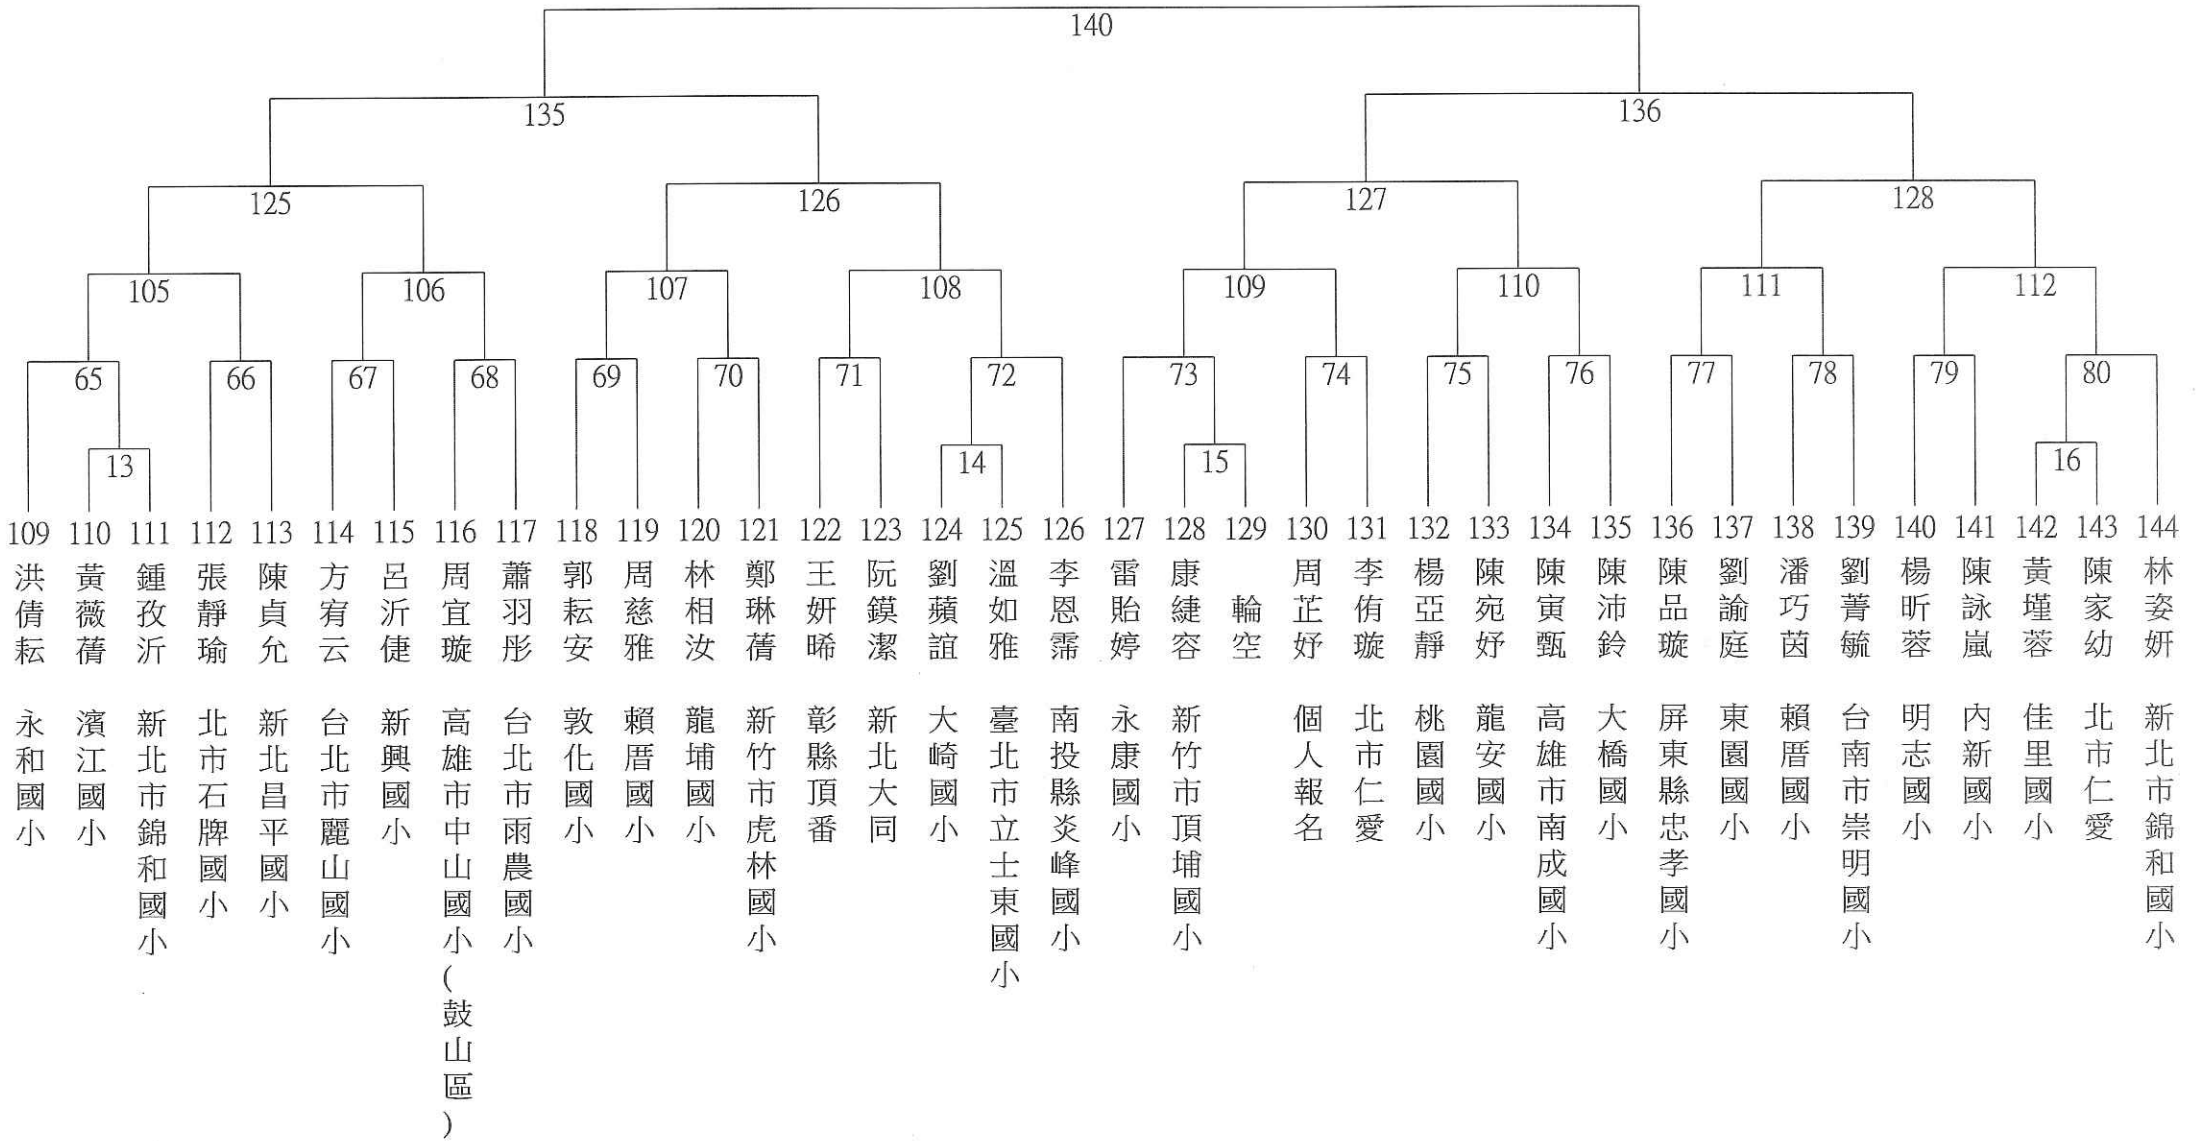 140
135
136
125
126
127
128
105
106
107
108
109
110
111
112
65
66
67
68
69
70
71
72
73
74
75
76
77
78
79
80
13
14
15
16
109 洪倩耘 永和國小
110 黃薇蒨 濱江國小
111 鍾孜沂 新北市錦和國小
112 張靜瑜 北市石牌國小
113 陳貞允 新北昌平國小
114 方宥云 台北市麗山國小
115 呂沂倢 新興國小
116 周宜璇 高雄市中山國小(鼓山區)
117 蕭羽彤 台北市雨農國小
118 郭耘安 敦化國小
119 周慈雅 賴厝國小
120 林相汝 龍埔國小
121 鄭琳蒨 新竹市虎林國小
122 王妍晞 彰縣頂番
123 阮鏌潔 新北大同
124 劉蘋誼 大崎國小
125 溫如雅 臺北市立士東國小
126 李恩霈 南投縣炎峰國小
127 雷貽婷 永康國小
128 康緁容 新竹市頂埔國小
129 輪空
130 周芷妤 個人報名
131 李侑璇 北市仁愛
132 楊亞靜 桃園國小
133 陳宛妤 龍安國小
134 陳寅甄 高雄市南成國小
135 陳沛鈴 大橋國小
136 陳品璇 屏東縣忠孝國小
137 劉諭庭 東園國小
138 潘巧茵 賴厝國小
139 劉菁毓 台南市崇明國小
140 楊昕蓉 明志國小
141 陳詠嵐 內新國小
142 黃墐蓉 佳里國小
143 陳家幼 北市仁愛
144 林姿妍 新北市錦和國小